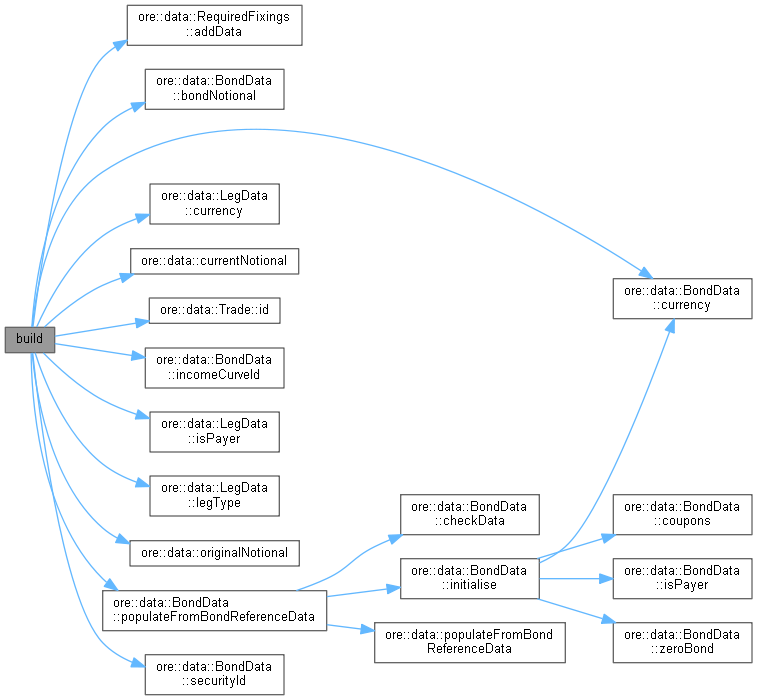 build
ore::data::RequiredFixings
::addData
ore::data::BondData
::bondNotional
ore::data::LegData
::currency
ore::data::currentNotional
ore::data::Trade::id
ore::data::BondData
::incomeCurveId
ore::data::LegData
::isPayer
ore::data::LegData
::legType
ore::data::originalNotional
ore::data::BondData
::populateFromBondReferenceData
ore::data::BondData
::securityId
ore::data::BondData
::checkData
ore::data::BondData
::initialise
ore::data::populateFromBond
ReferenceData
ore::data::BondData
::currency
ore::data::BondData
::coupons
ore::data::BondData
::isPayer
ore::data::BondData
::zeroBond